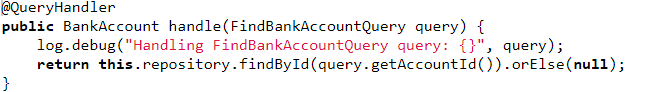 @QueryHandler
public BankAccount handle(FindBankAccountQuery query) {
    log.debug("Handling FindBankAccountQuery query: {}", query);
    return this.repository.findById(query.getAccountId()).orElse(null);
}